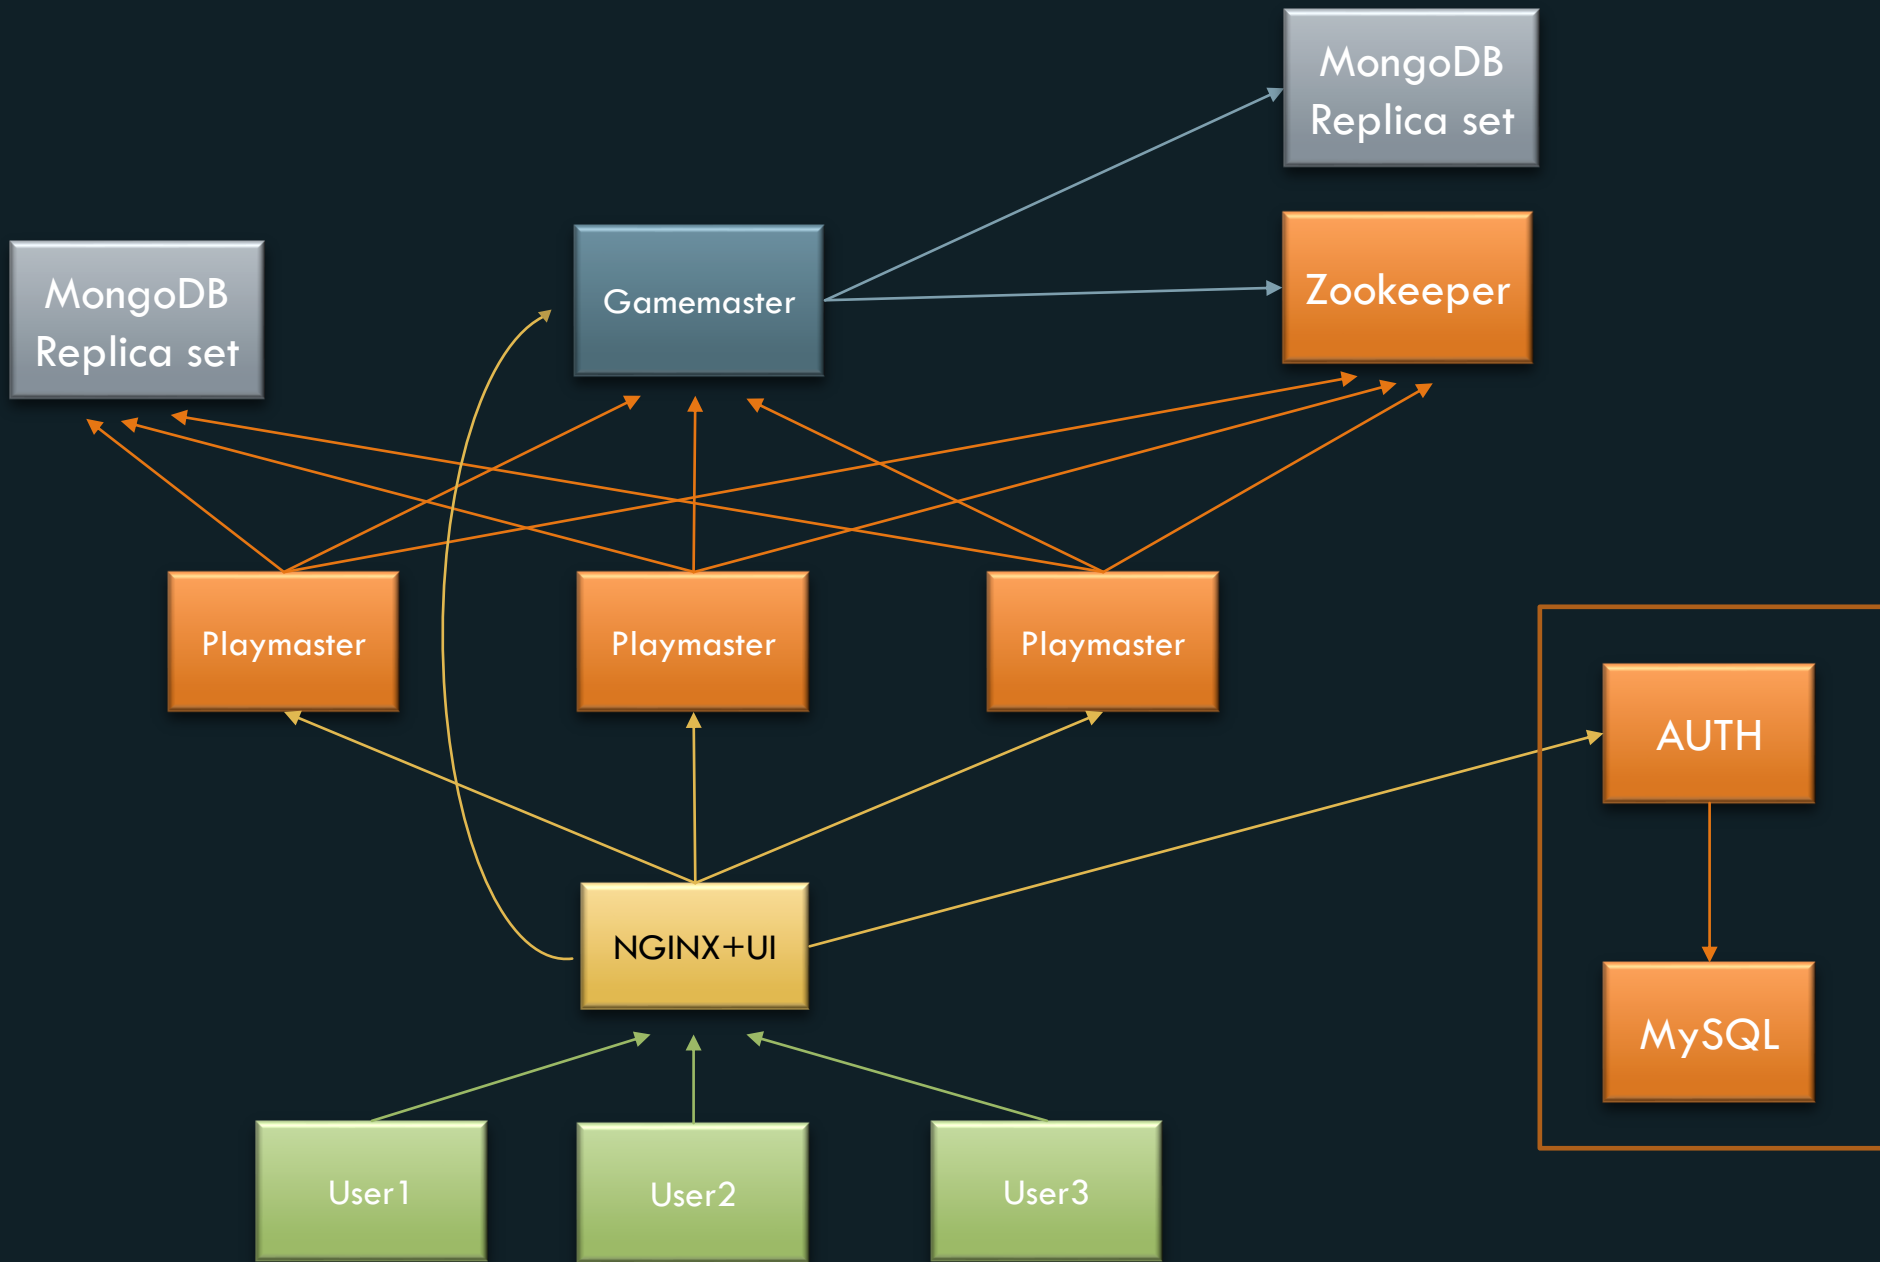 MongoDB
Replica set
MongoDB
Replica set
Gamemaster
Zookeeper
Playmaster
Playmaster
Playmaster
AUTH
NGINX+UI
MySQL
User1
User2
User3